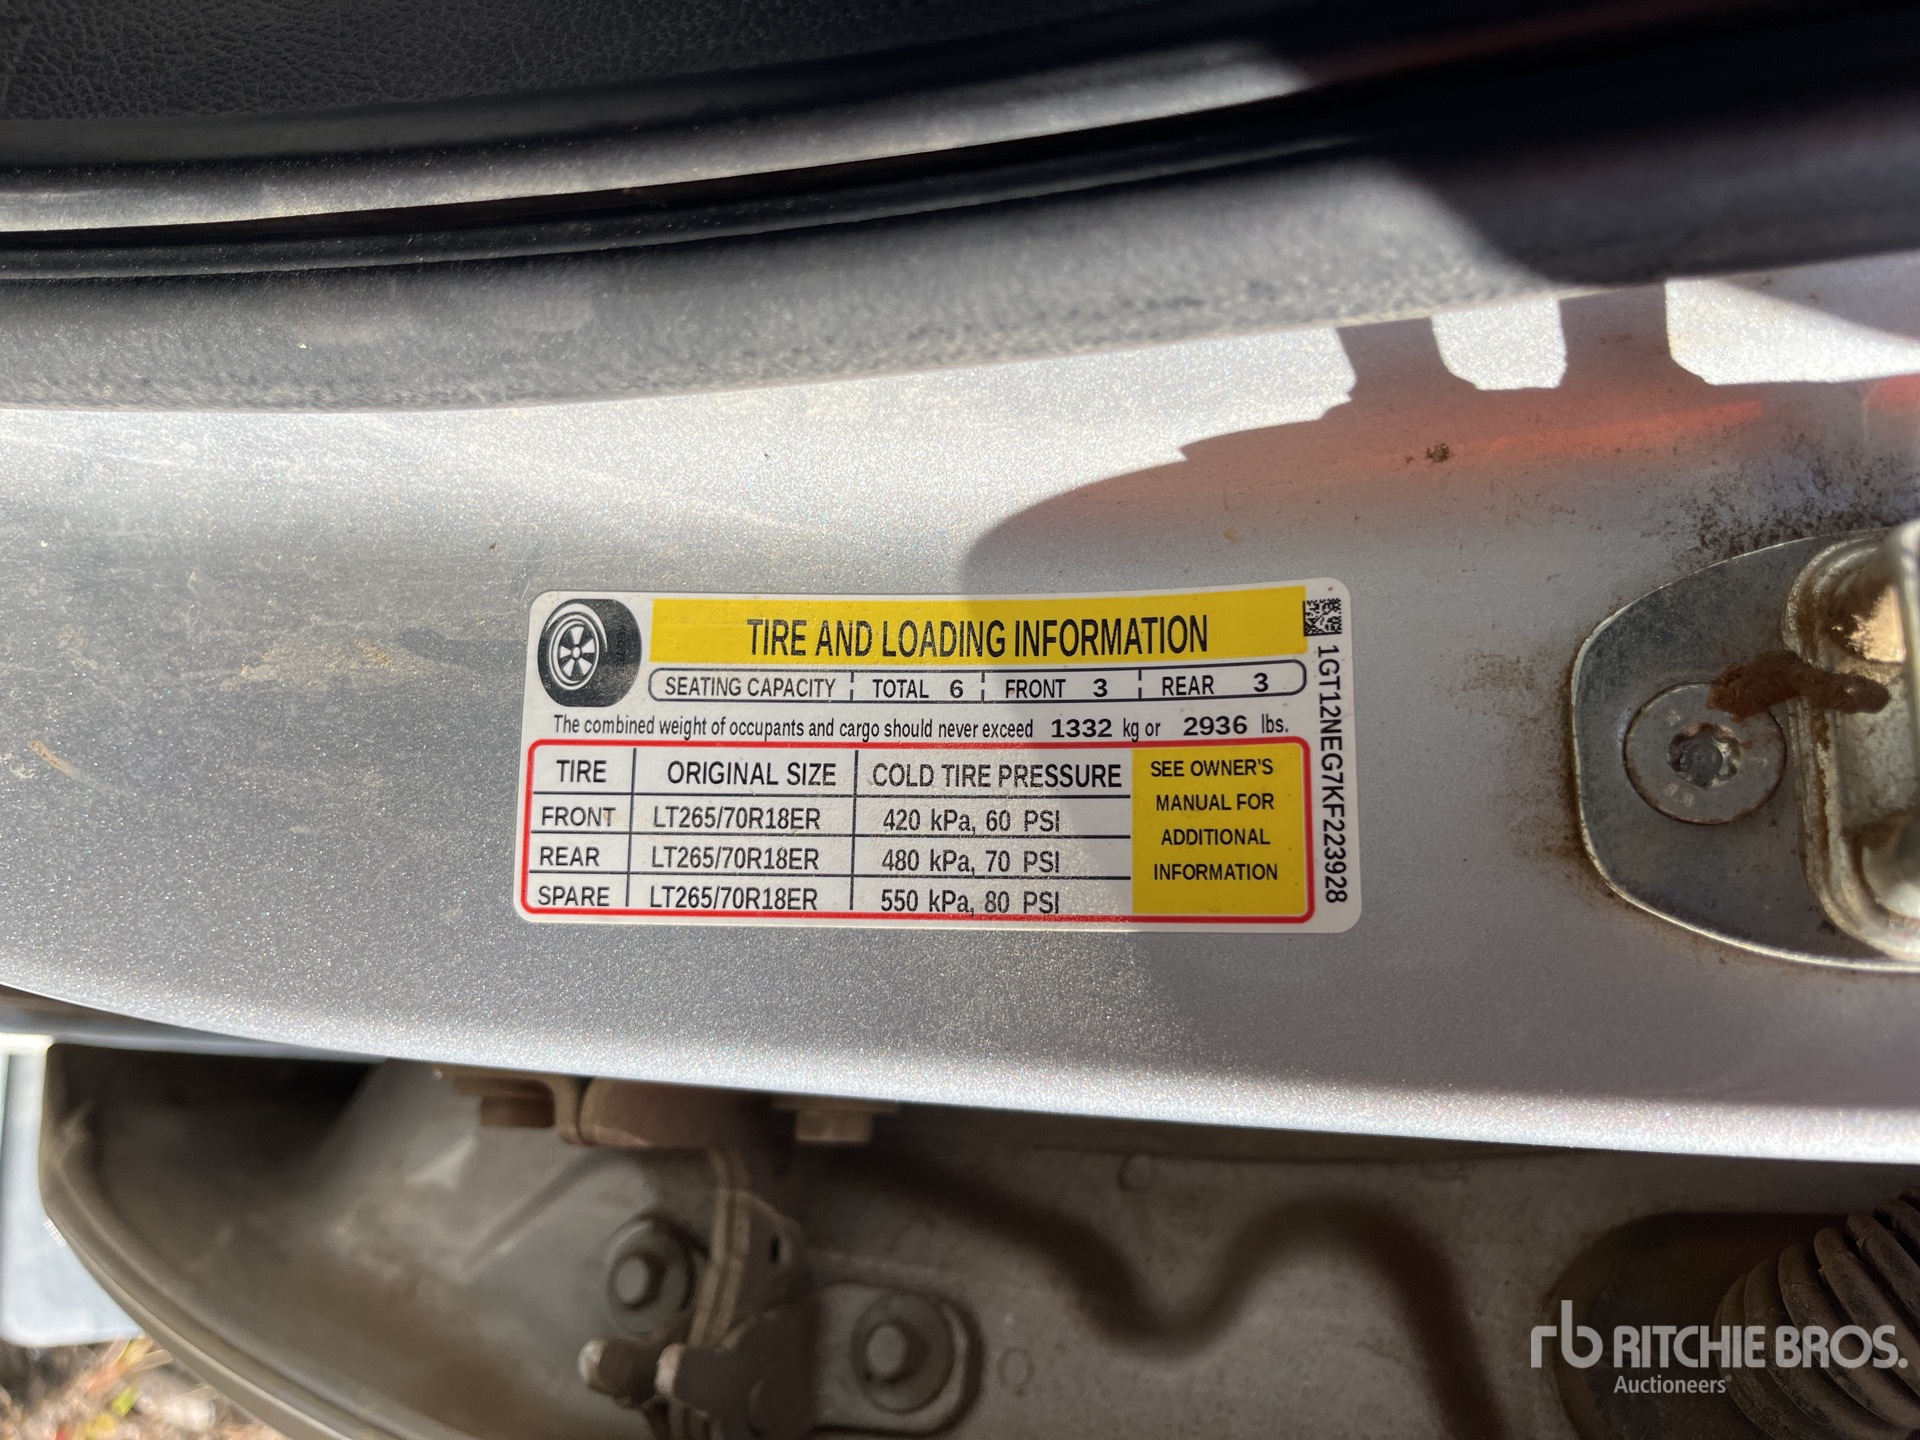 TIRE AND LOADING INFORMATION
SEATING CAPACITY TOTAL 6 FRONT 3 REAR 3
The combined weight of occupants and cargo should never exceed 1332 kg or 2936 lbs.
TIRE ORIGINAL SIZE COLD TIRE PRESSURE
FRONT LT265/70R18ER 420 kPa, 60 PSI
REAR LT265/70R18ER 480 kPa, 70 PSI
SPARE LT265/70R18ER 550 kPa, 80 PSI
SEE OWNER'S
MANUAL FOR
ADDITIONAL
INFORMATION
1GT12NEG7KF223928
rb RITCHIE BROS.
Auctioneers